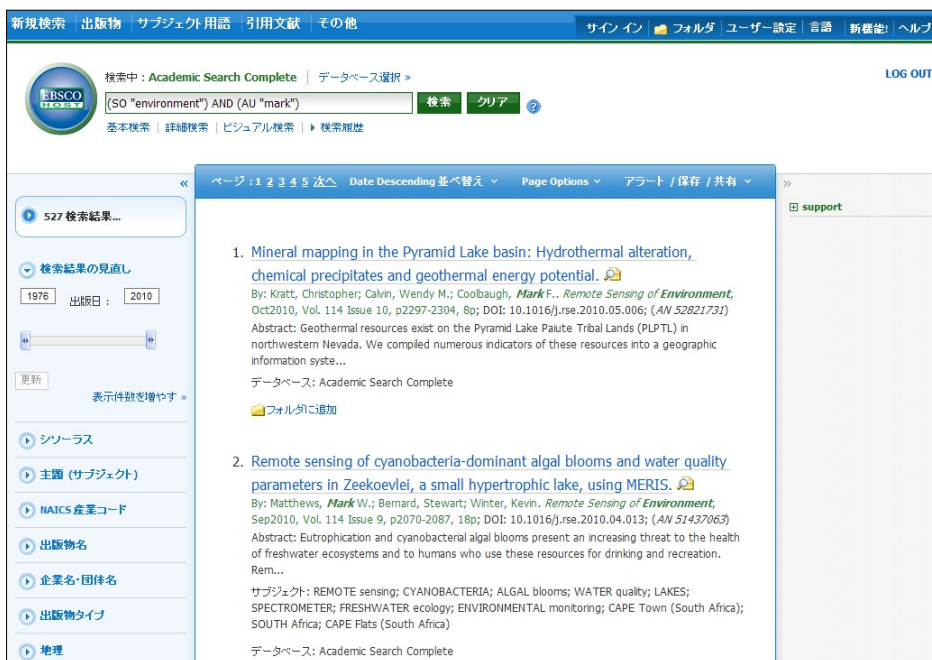 新規検索 出版物 サブジェクト用語 引用文献 その他
サイン イン フォルダ ユーザー設定 言語 新機能! ヘルプ
LOG OUT
EBSCO
HOST
検索中 : Academic Search Complete データベース選択 »
(SO "environment") AND (AU "mark") 検索 クリア ?
基本検索 詳細検索 ビジュアル検索 検索履歴
« ページ :1 2 3 4 5 次へ Date Descending 並べ替え Page Options アラート / 保存 / 共有 »
support
527 検索結果...
検索結果の見直し
1976 出版日 : 2010
更新
表示件数を増やす »
シソーラス
主題 (サブジェクト)
NAICS 産業コード
出版物名
企業名・団体名
出版物タイプ
地理
1. Mineral mapping in the Pyramid Lake basin: Hydrothermal alteration,
chemical precipitates and geothermal energy potential.
By: Kratt, Christopher; Calvin, Wendy M.; Coolbaugh, Mark F.. Remote Sensing of Environment,
Oct2010, Vol. 114 Issue 10, p2297-2304, 8p; DOI: 10.1016/j.rse.2010.05.006; (AN 52821731)
Abstract: Geothermal resources exist on the Pyramid Lake Paiute Tribal Lands (PLPTL) in
northwestern Nevada. We compiled numerous indicators of these resources into a geographic
information syste...
データベース: Academic Search Complete
フォルダに追加
2. Remote sensing of cyanobacteria-dominant algal blooms and water quality
parameters in Zeekoevlei, a small hypertrophic lake, using MERIS.
By: Matthews, Mark W.; Bernard, Stewart; Winter, Kevin. Remote Sensing of Environment,
Sep2010, Vol. 114 Issue 9, p2070-2087, 18p; DOI: 10.1016/j.rse.2010.04.013; (AN 51437063)
Abstract: Eutrophication and cyanobacterial algal blooms present an increasing threat to the health
of freshwater ecosystems and to humans who use these resources for drinking and recreation.
Rem...
サブジェクト: REMOTE sensing; CYANOBACTERIA; ALGAL blooms; WATER quality; LAKES;
SPECTROMETER; FRESHWATER ecology; ENVIRONMENTAL monitoring; CAPE Town (South Africa);
SOUTH Africa; CAPE Flats (South Africa)
データベース: Academic Search Complete